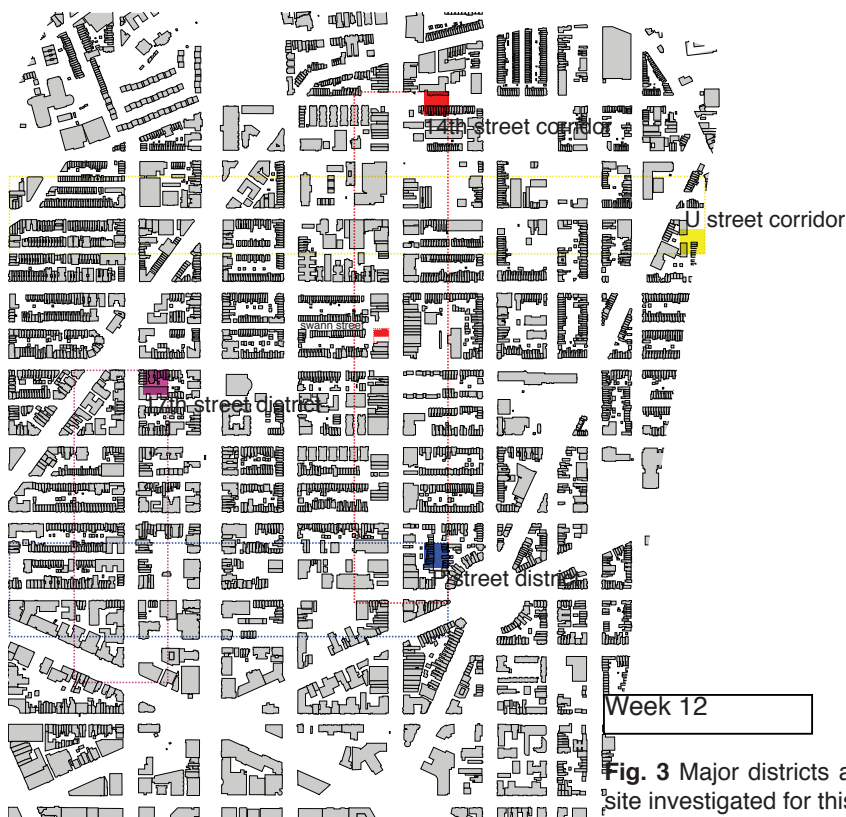 14th street corridor
U street corridor
swann street
17th street district
P street district
Week 12
Fig. 3 Major districts a
site investigated for this